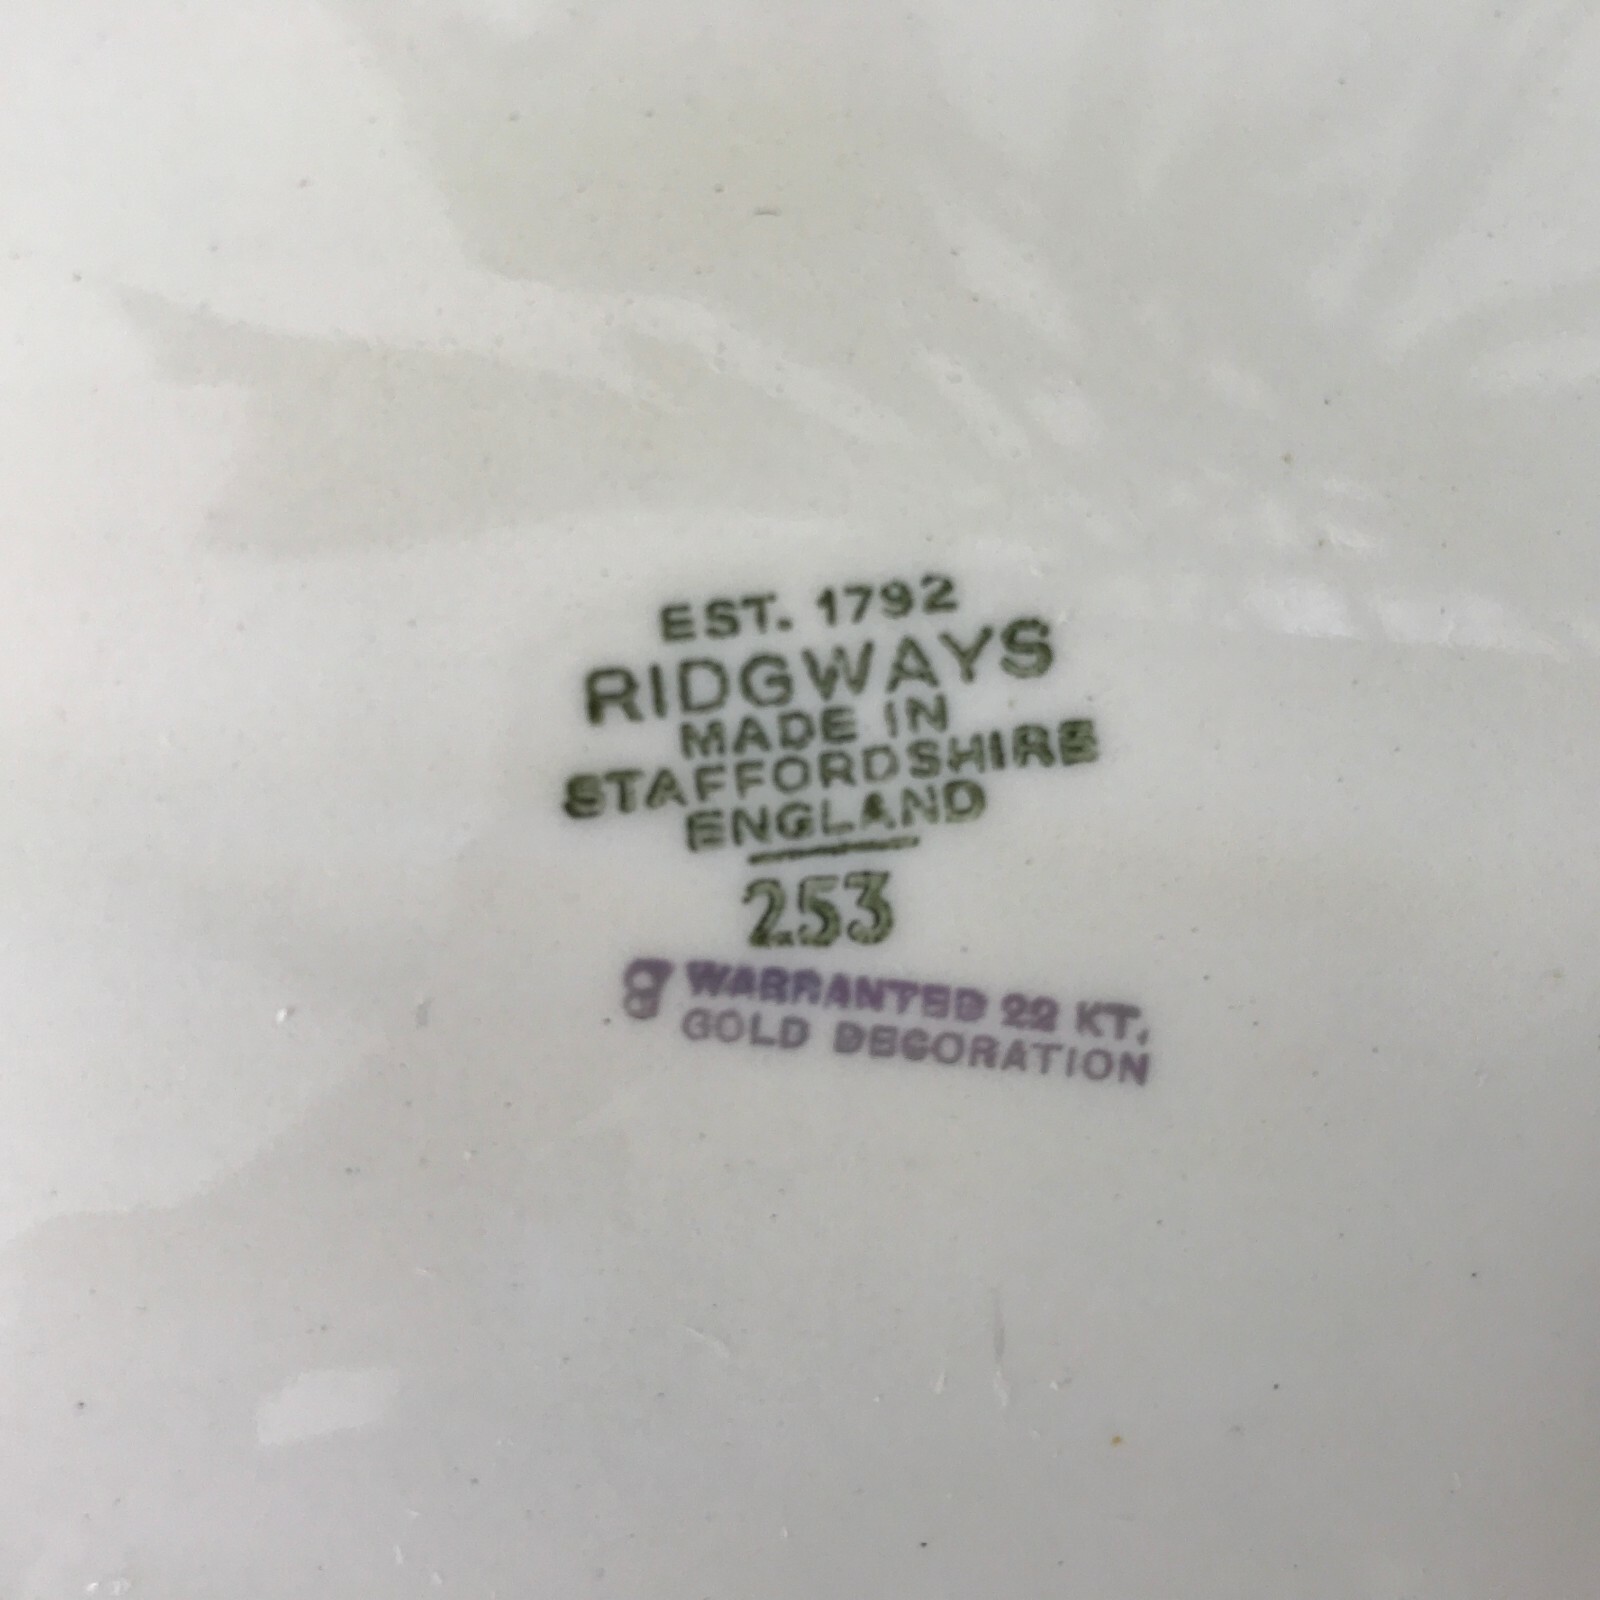 EST. 1792
RIDGWAYS
MADE IN
STAFFORDSHIRE
ENGLAND
253
WARRANTED 22 KT.
GOLD DECORATION